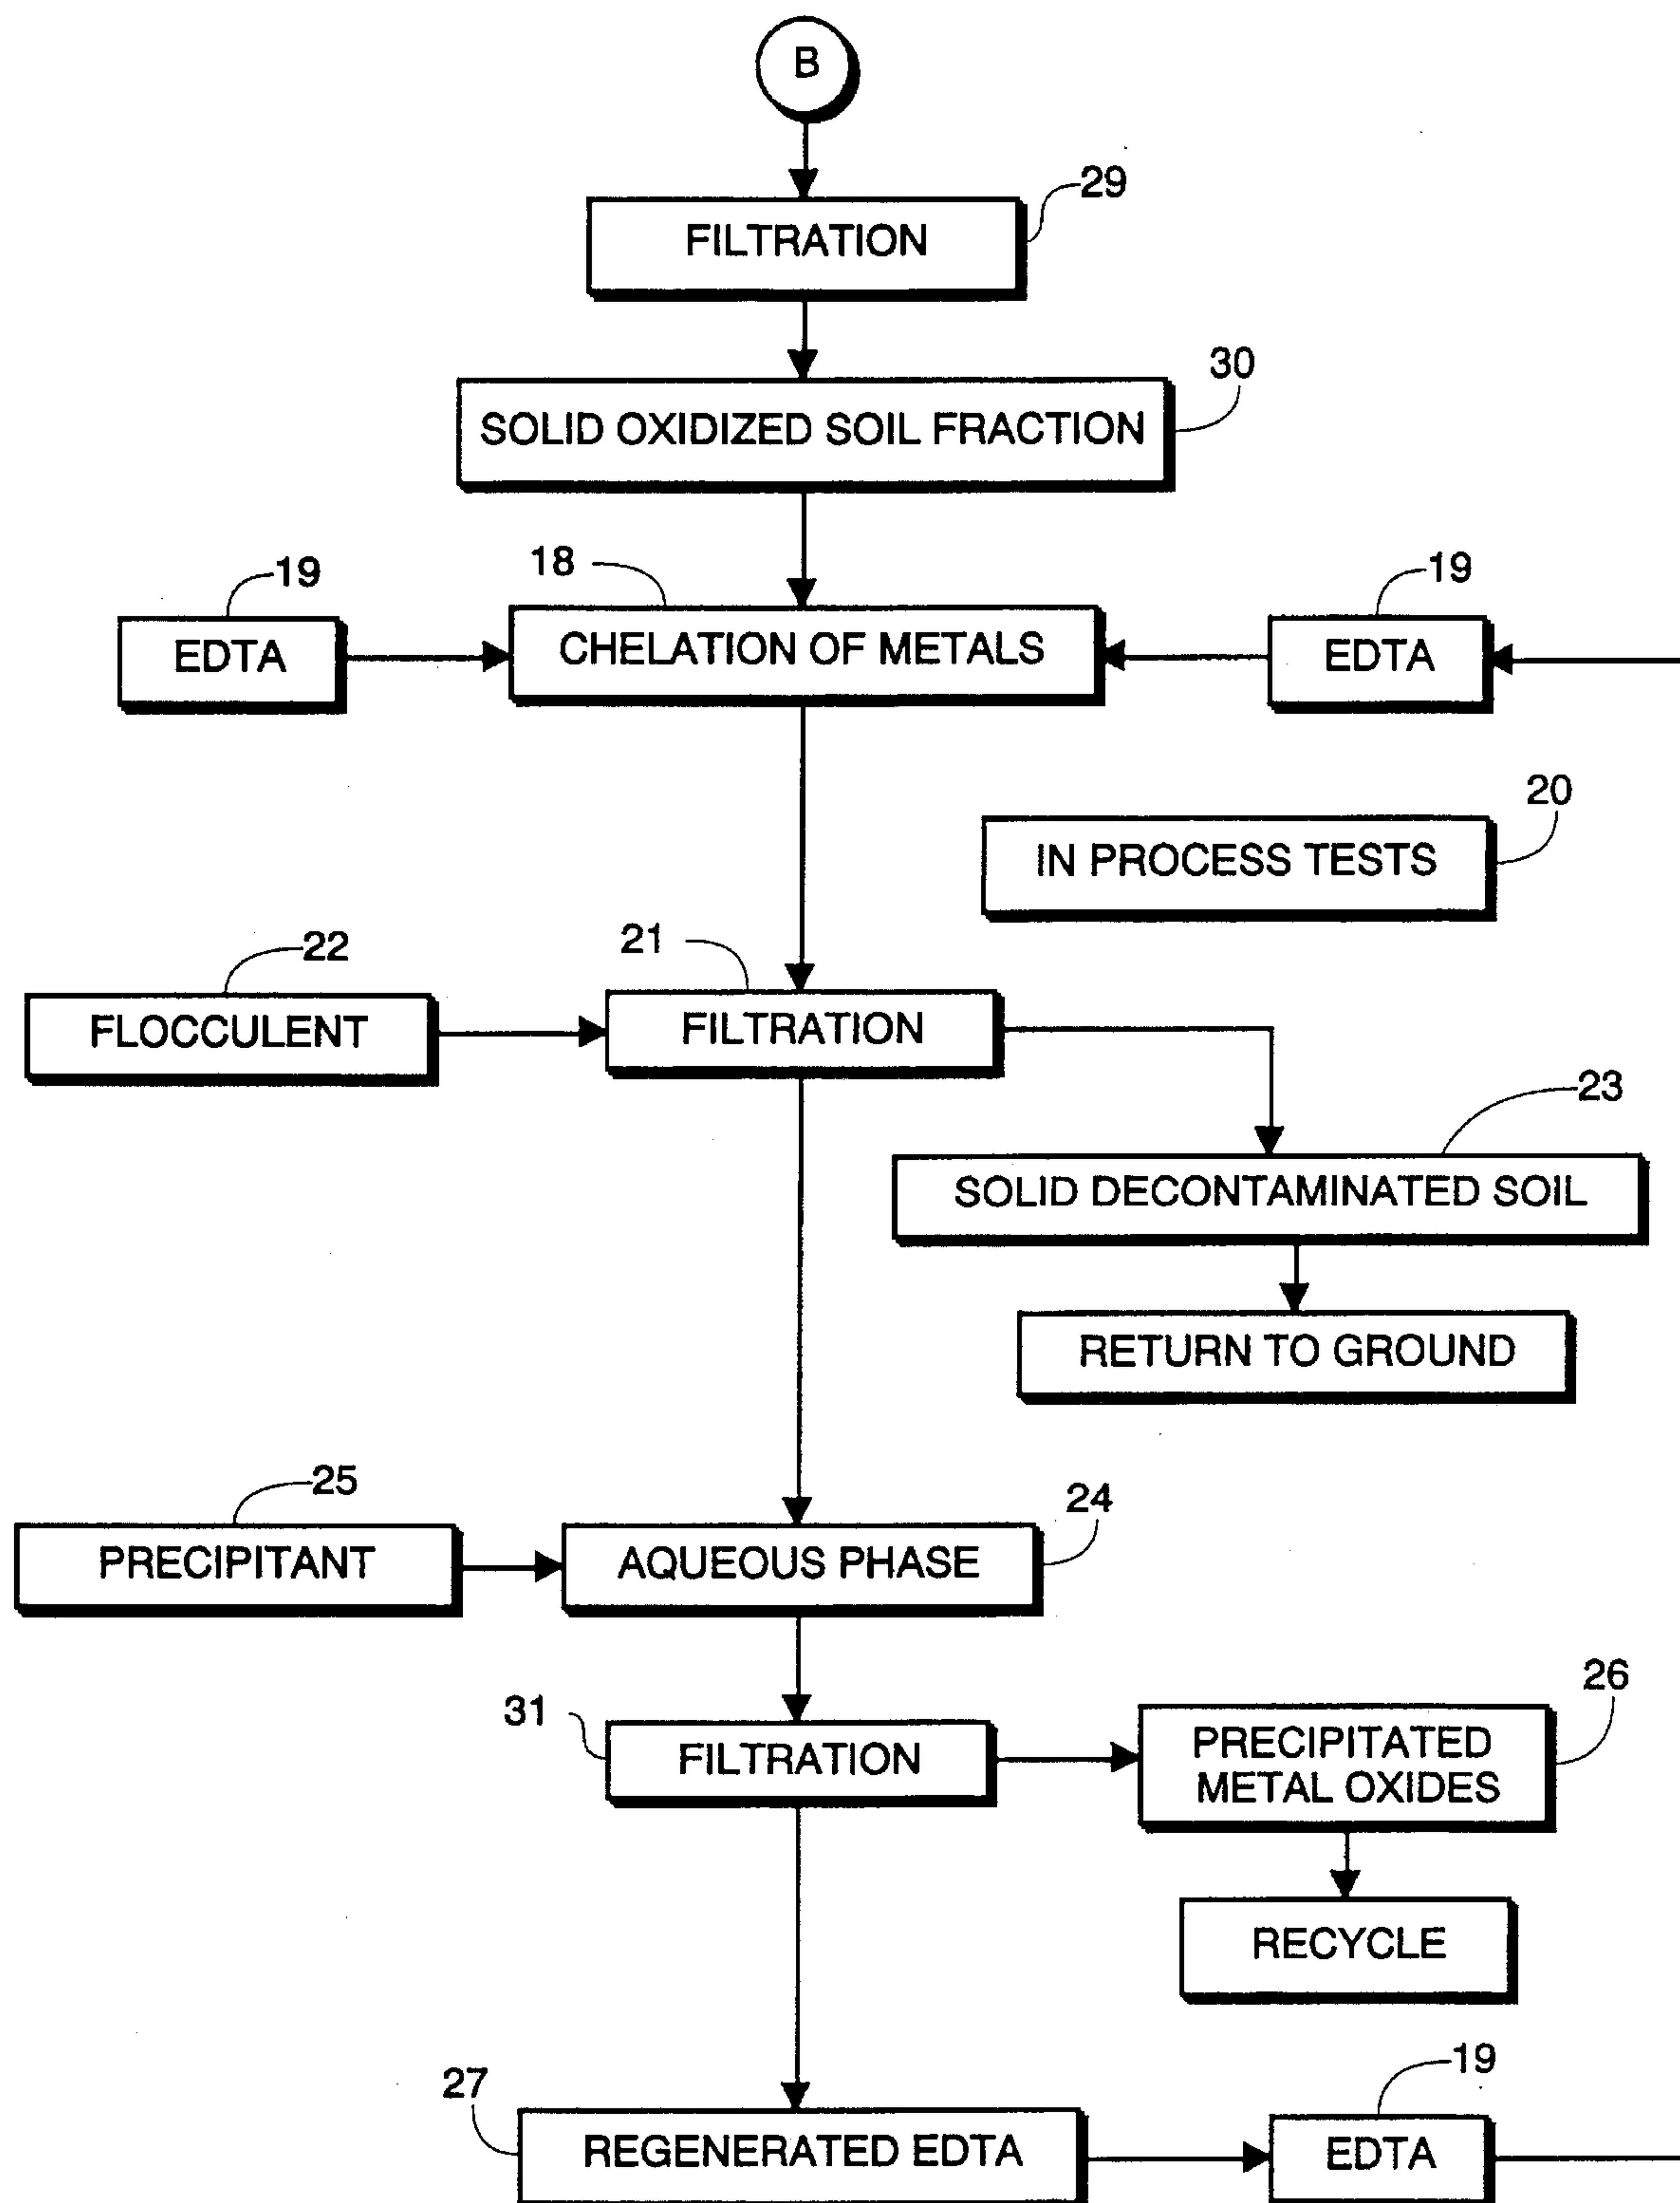 B
29
FILTRATION
30
SOLID OXIDIZED SOIL FRACTION
19
18
19
EDTA
CHELATION OF METALS
EDTA
20
IN PROCESS TESTS
22
21
FLOCCULENT
FILTRATION
23
SOLID DECONTAMINATED SOIL
RETURN TO GROUND
25
24
PRECIPITANT
AQUEOUS PHASE
31
26
FILTRATION
PRECIPITATED
METAL OXIDES
RECYCLE
27
19
REGENERATED EDTA
EDTA